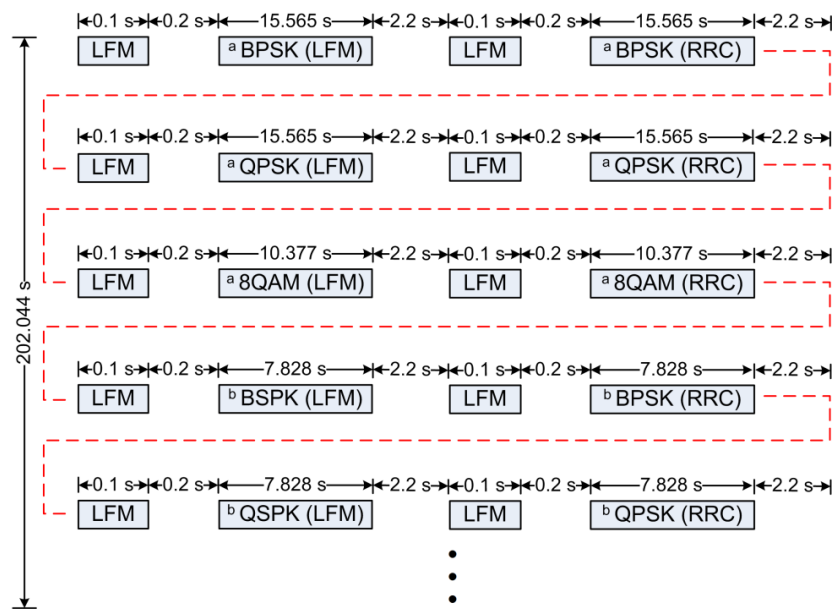 0.1 s 0.2 s 15.565 s 2.2 s 0.1 s 0.2 s 15.565 s 2.2 s
LFM a BPSK (LFM) LFM a BPSK (RRC)
0.1 s 0.2 s 15.565 s 2.2 s 0.1 s 0.2 s 15.565 s 2.2 s
LFM a QPSK (LFM) LFM a QPSK (RRC)
0.1 s 0.2 s 10.377 s 2.2 s 0.1 s 0.2 s 10.377 s 2.2 s
LFM a 8QAM (LFM) LFM a 8QAM (RRC)
202.044 s
0.1 s 0.2 s 7.828 s 2.2 s 0.1 s 0.2 s 7.828 s 2.2 s
LFM b BSPK (LFM) LFM b BPSK (RRC)
0.1 s 0.2 s 7.828 s 2.2 s 0.1 s 0.2 s 7.828 s 2.2 s
LFM b QSPK (LFM) LFM b QPSK (RRC)